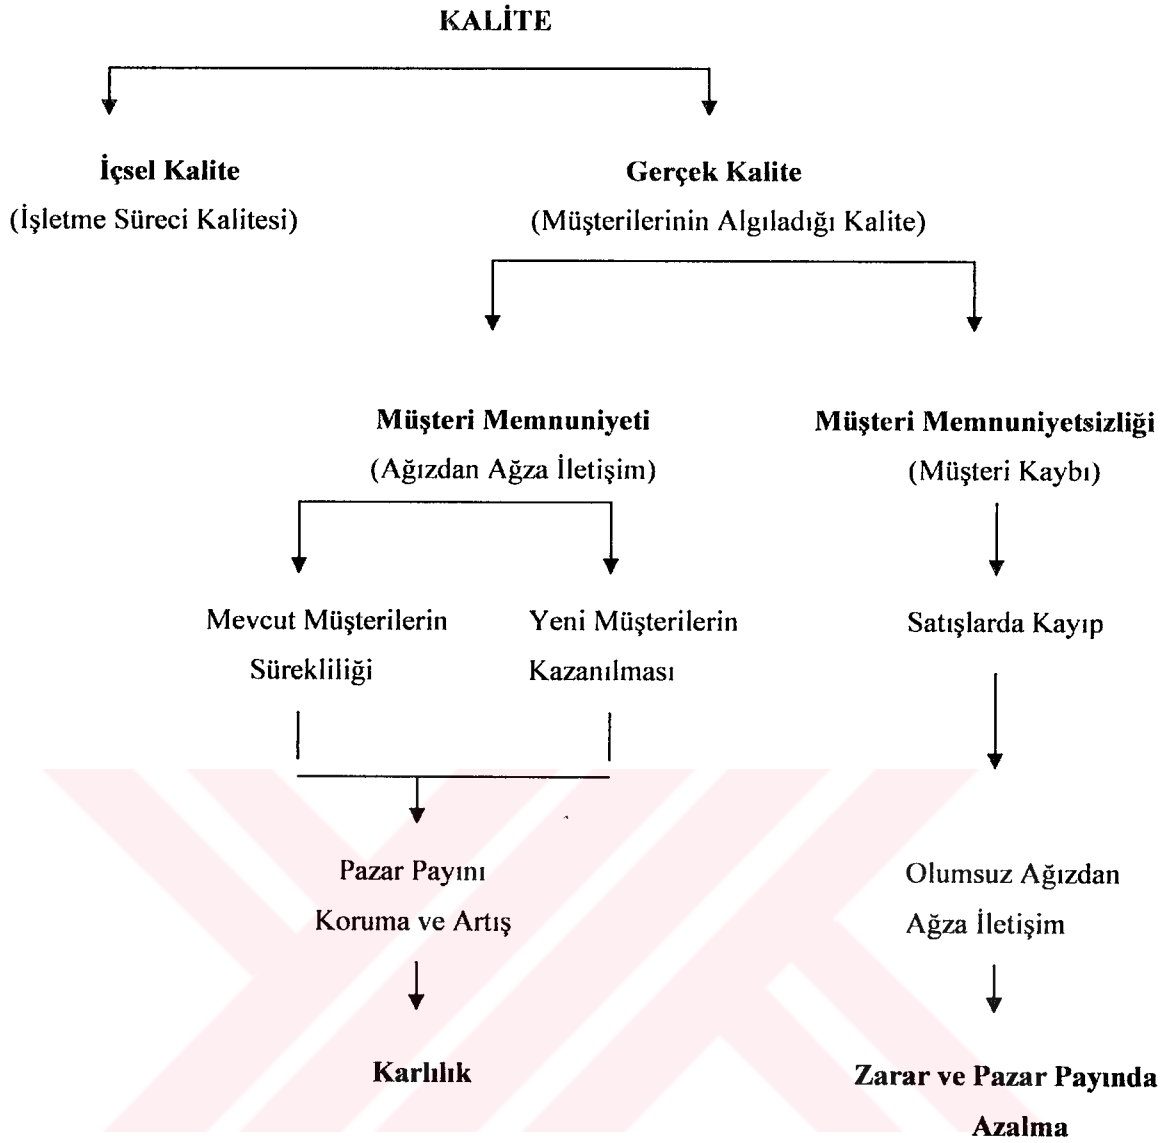 KALİTE
İçsel Kalite
(İşletme Süreci Kalitesi)
Gerçek Kalite
(Müşterilerinin Algıladığı Kalite)
Müşteri Memnuniyeti
(Ağızdan Ağza İletişim)
Müşteri Memnuniyetsizliği
(Müşteri Kaybı)
Mevcut Müşterilerin
Sürekliliği
Yeni Müşterilerin
Kazanılması
Satışlarda Kayıp
Pazar Payını
Koruma ve Artış
Olumsuz Ağızdan
Ağza İletişim
Karlılık
Zarar ve Pazar Payında
Azalma